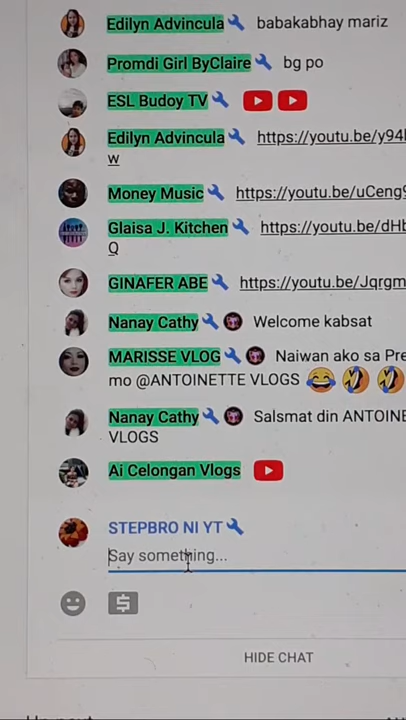 Edilyn Advincula babakabhay mariz
Promdi Girl ByClaire bg po
ESL Budoy TV
Edilyn Advincula https://youtu.be/y94
w
Money Music https://youtu.be/uCeng
Glaisa J. Kitchen https://youtu.be/dH
Q
GINAFER ABE https://youtu.be/Jqrgm
Nanay Cathy Welcome kabsat
MARISSE VLOG Naiwan ako sa Pre
mo @ANTOINETTE VLOGS
Nanay Cathy Salsmat din ANTOINE
VLOGS
Ai Celongan Vlogs
STEPBRO NI YT
Say something...
HIDE CHAT